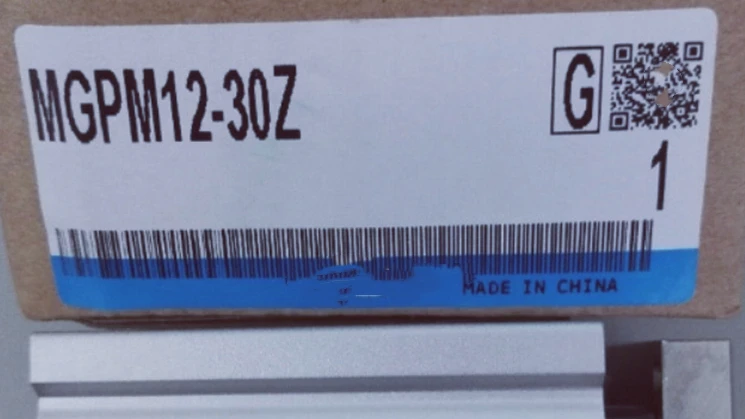 MGPM12-30Z
G
1
MADE IN CHINA